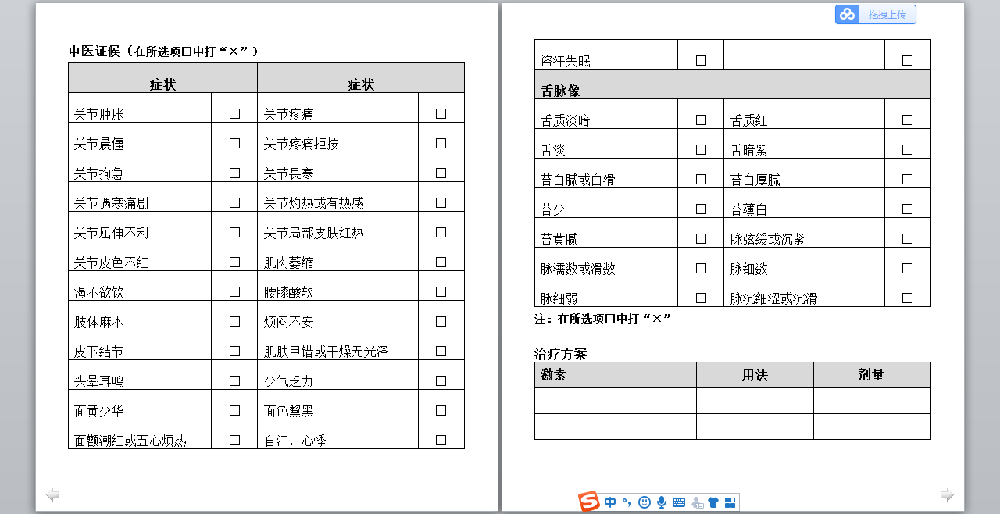 中医证候（在所选项口中打“×”）
症状 症状
关节肿胀 □ 关节疼痛 □
关节晨僵 □ 关节疼痛拒按 □
关节拘急 □ 关节畏寒 □
关节遇寒痛剧 □ 关节灼热或有热感 □
关节屈伸不利 □ 关节局部皮肤红热 □
关节皮色不红 □ 肌肉萎缩 □
渴不欲饮 □ 腰膝酸软 □
肢体麻木 □ 烦闷不安 □
皮下结节 □ 肌肤甲错或干燥无光泽 □
头晕耳鸣 □ 少气乏力 □
面黄少华 □ 面色黧黑 □
面颧潮红或五心烦热 □ 自汗，心悸 □
拖拽上传
盗汗失眠 □ □
舌脉像
舌质淡暗 □ 舌质红 □
舌淡 □ 舌暗紫 □
苔白腻或白滑 □ 苔白厚腻 □
苔少 □ 苔薄白 □
苔黄腻 □ 脉弦缓或沉紧 □
脉濡数或滑数 □ 脉细数 □
脉细弱 □ 脉沉细涩或沉滑 □
注：在所选项口中打“×”
治疗方案
激素 用法 剂量
S 中 °,